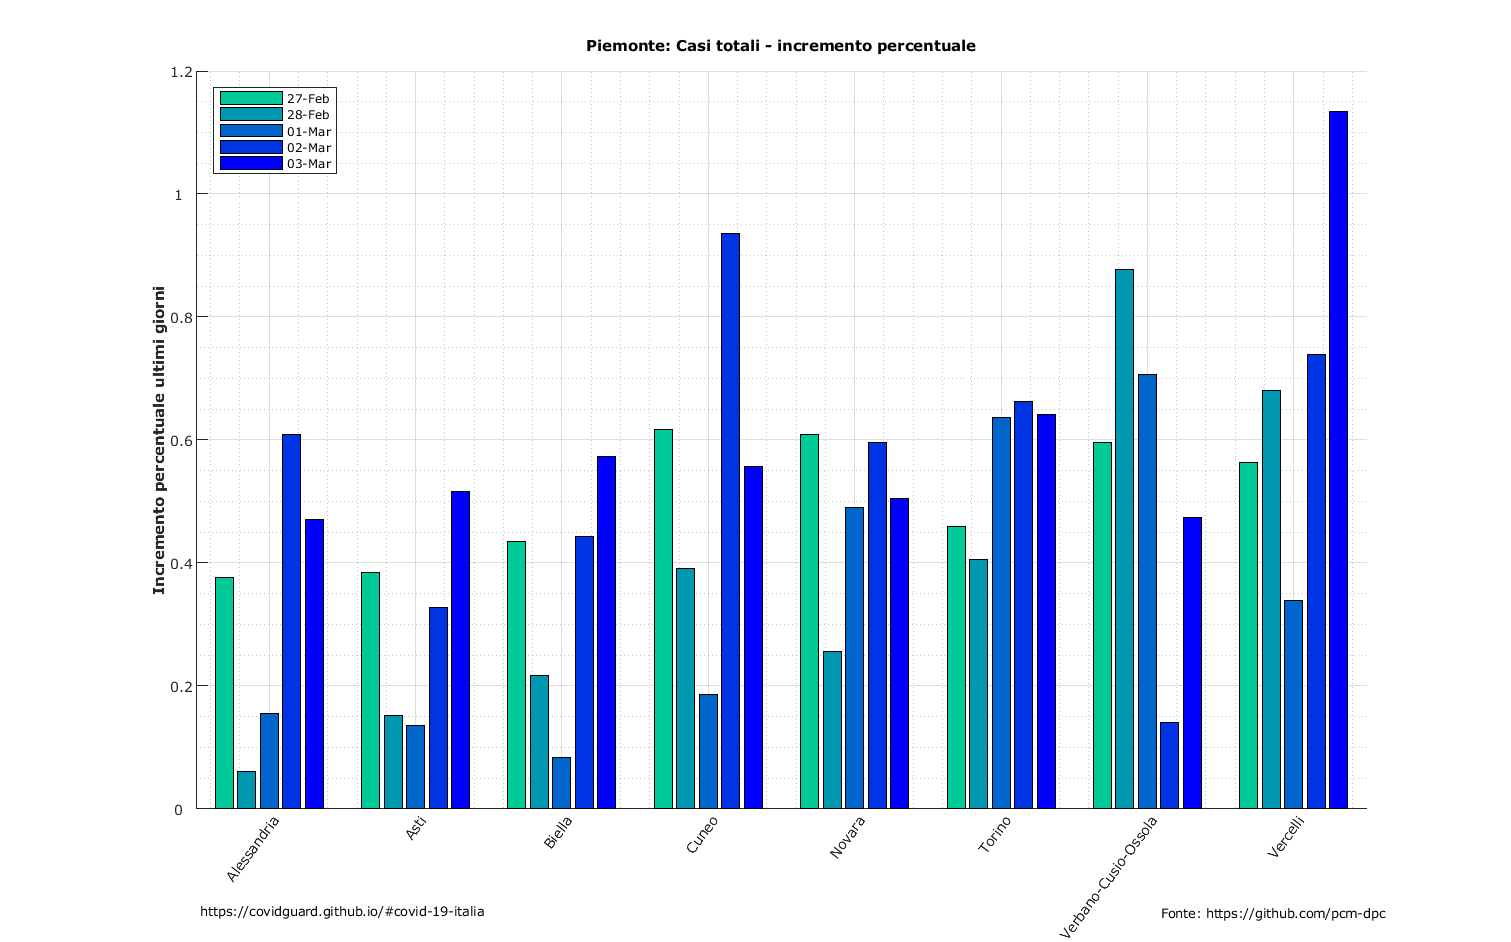 Piemonte: Casi totali - incremento percentuale
27-Feb
28-Feb
01-Mar
02-Mar
03-Mar
Incremento percentuale ultimi giorni
1.2
1
0.8
0.6
0.4
0.2
0
Alessandria
Asti
Biella
Cuneo
Novara
Torino
Verbano-Cusio-Ossola
Vercelli
https://covidguard.github.io/#covid-19-italia
Fonte: https://github.com/pcm-dpc